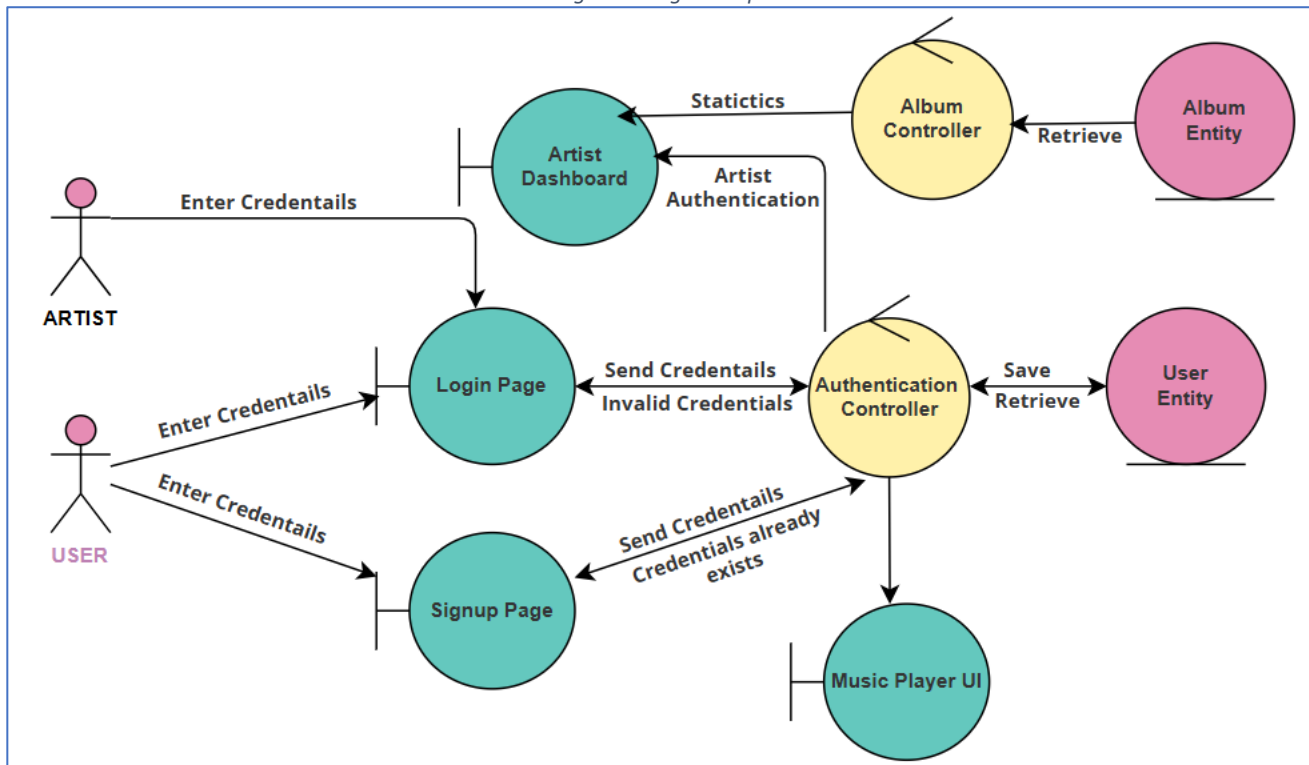 Statictics
Album
Controller
Album
Entity
Retrieve
Artist
Dashboard
Artist
Authentication
Enter Credentails
ARTIST
Login Page
Send Credentails
Invalid Credentials
Authentication
Controller
Save
Retrieve
User
Entity
Enter Credentails
USER
Enter Credentails
Send Credentails
Credentials already
exists
Signup Page
Music Player UI